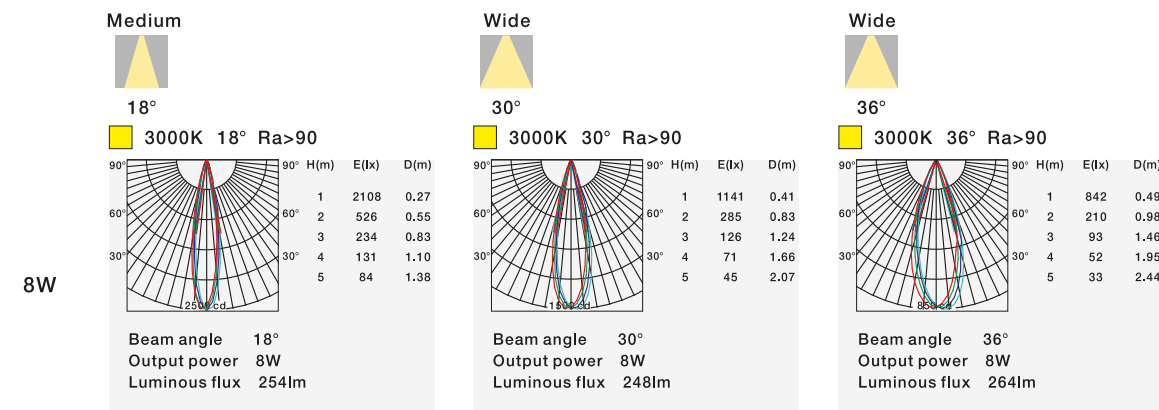 Medium
18°
3000K 18° Ra>90
90° 90° H(m) E(lx) D(m)
1 2108 0.27
60° 60° 2 526 0.55
3 234 0.83
30° 30° 4 131 1.10
5 84 1.38
Beam angle 18°
Output power 8W
Luminous flux 254lm
Wide
30°
3000K 30° Ra>90
90° 90° H(m) E(lx) D(m)
1 1141 0.41
60° 60° 2 285 0.83
3 126 1.24
30° 30° 4 71 1.66
5 45 2.07
Beam angle 30°
Output power 8W
Luminous flux 248lm
Wide
36°
3000K 36° Ra>90
90° 90° H(m) E(lx) D(m)
1 842 0.49
60° 60° 2 210 0.98
3 93 1.46
30° 30° 4 52 1.95
5 33 2.44
Beam angle 36°
Output power 8W
Luminous flux 264lm
8W